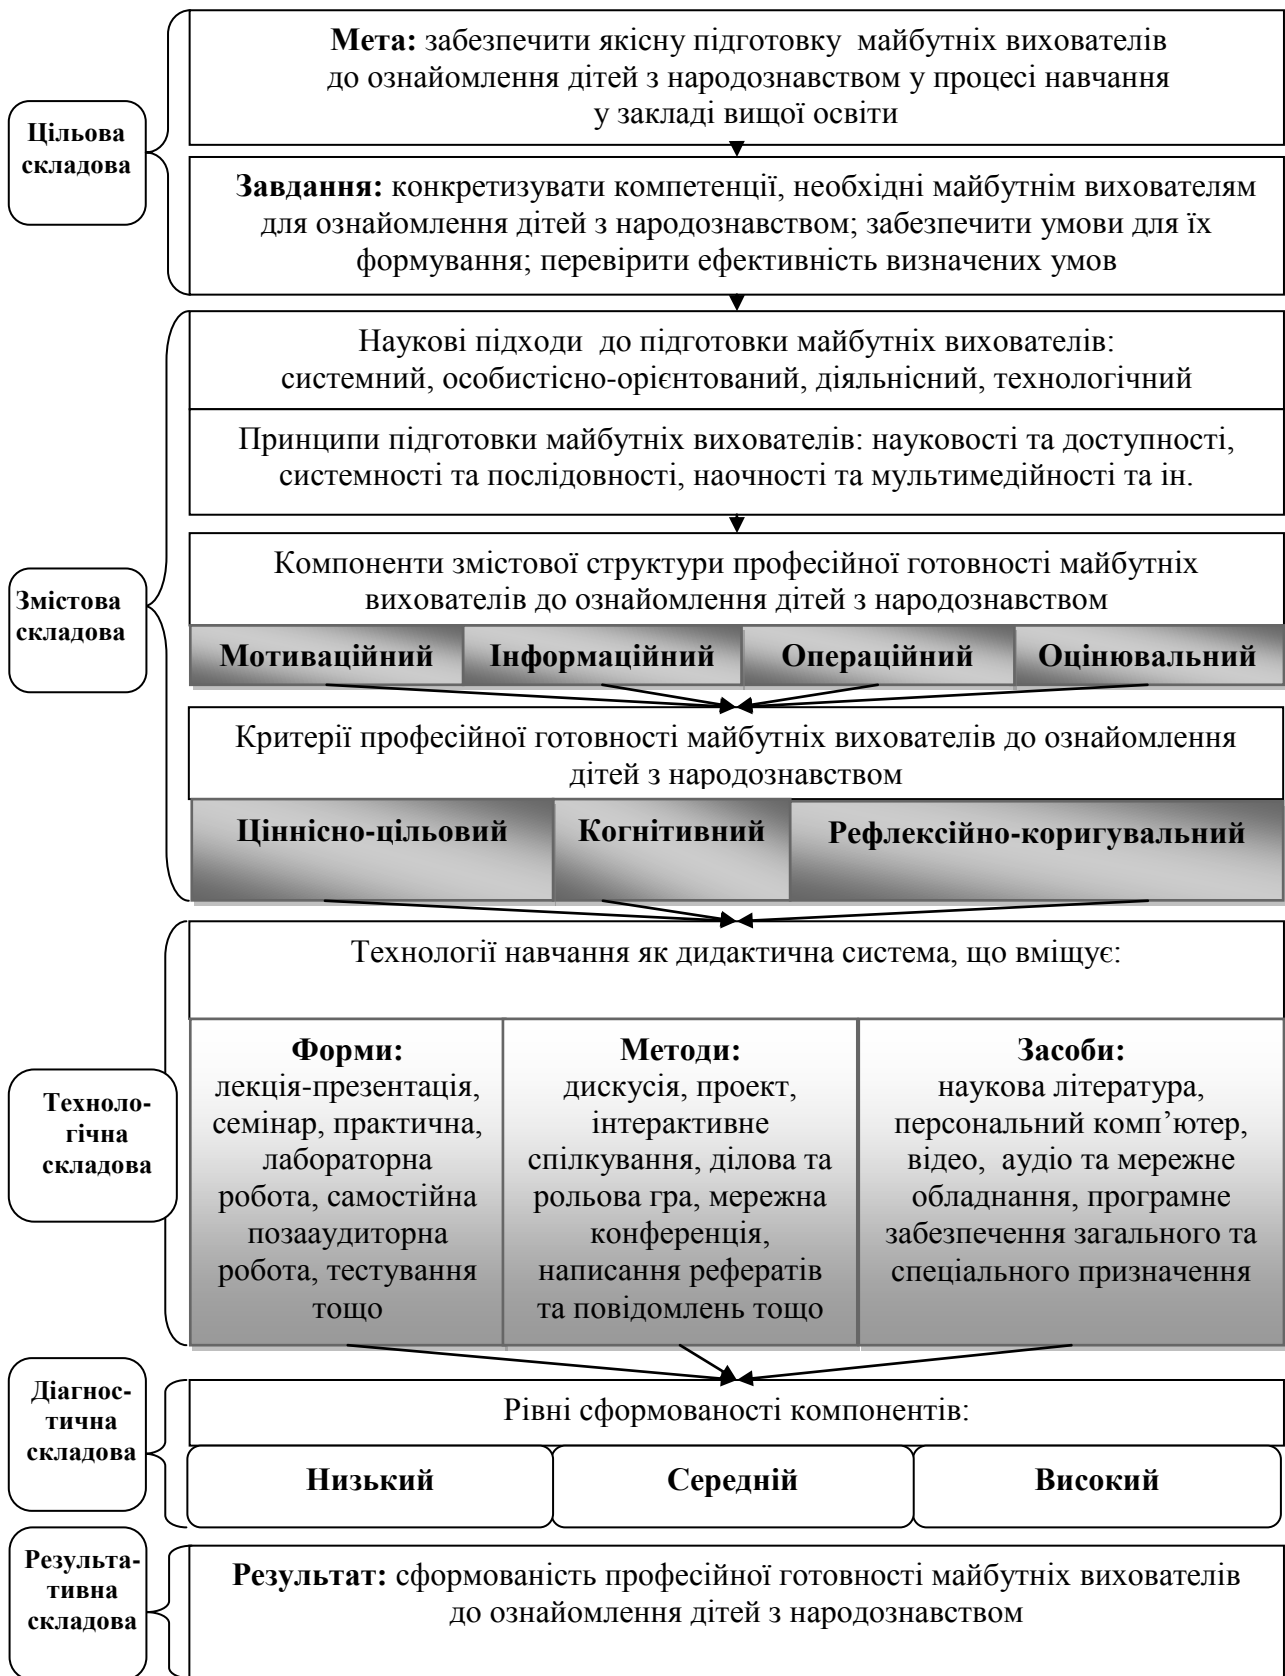 Цільова
складова
Мета: забезпечити якісну підготовку майбутніх вихователів
до ознайомлення дітей з народознавством у процесі навчання
у закладі вищої освіти
Завдання: конкретизувати компетенції, необхідні майбутнім вихователям
для ознайомлення дітей з народознавством; забезпечити умови для їх
формування; перевірити ефективність визначених умов
Змістова
складова
Наукові підходи до підготовки майбутніх вихователів:
системний, особистісно-орієнтований, діяльнісний, технологічний
Принципи підготовки майбутніх вихователів: науковості та доступності,
системності та послідовності, наочності та мультимедійності та ін.
Компоненти змістової структури професійної готовності майбутніх
вихователів до ознайомлення дітей з народознавством
Мотиваційний
Інформаційний
Операційний
Оцінювальний
Критерії професійної готовності майбутніх вихователів до ознайомлення
дітей з народознавством
Ціннісно-цільовий
Когнітивний
Рефлексійно-коригувальний
Техноло-
гічна
складова
Технології навчання як дидактична система, що вміщує:
Форми:
лекція-презентація,
семінар, практична,
лабораторна
робота, самостійна
позааудиторна
робота, тестування
тощо
Методи:
дискусія, проект,
інтерактивне
спілкування, ділова та
рольова гра, мережна
конференція,
написання рефератів
та повідомлень тощо
Засоби:
наукова література,
персональний комп’ютер,
відео, аудіо та мережне
обладнання, програмне
забезпечення загального та
спеціального призначення
Діагнос-
тична
складова
Рівні сформованості компонентів:
Низький
Середній
Високий
Результа-
тивна
складова
Результат: сформованість професійної готовності майбутніх вихователів
до ознайомлення дітей з народознавством